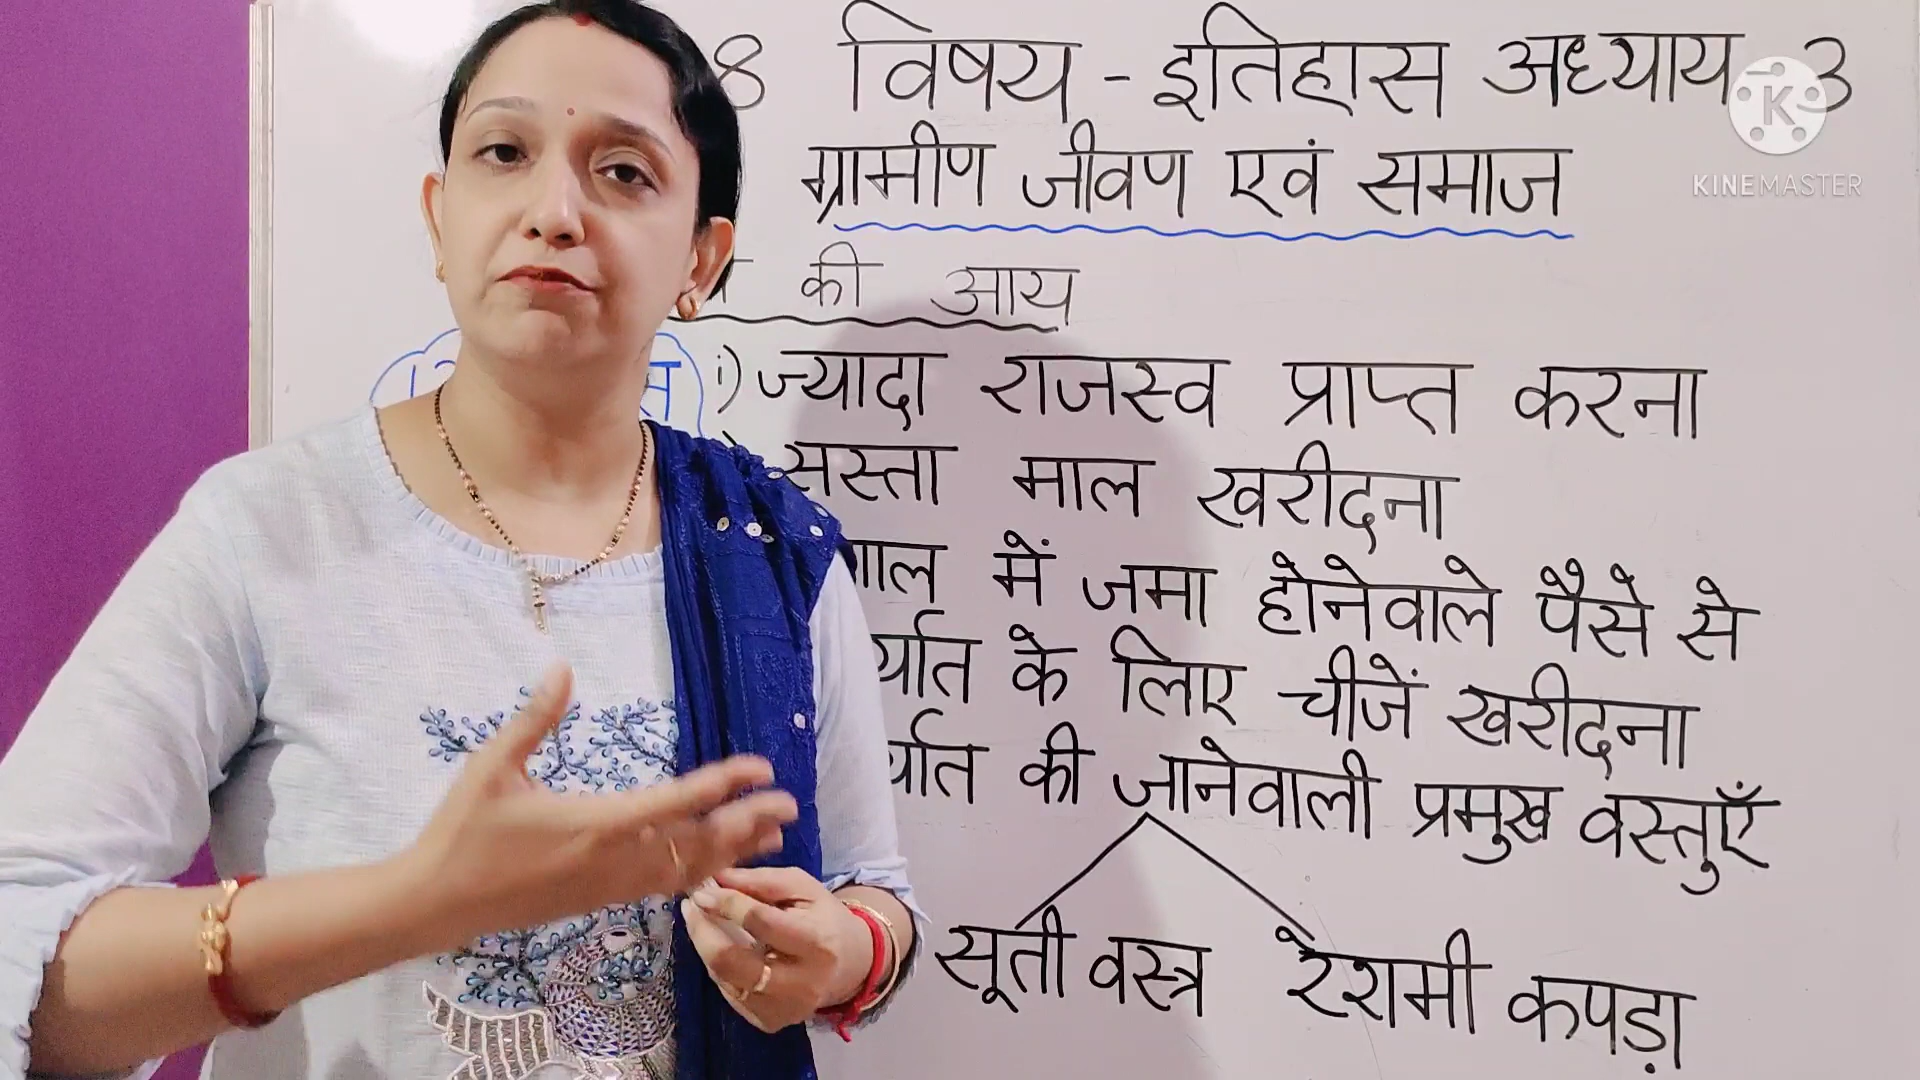 8 विषय - इतिहास अध्याय - 3
ग्रामीण जीवण एवं समाज
की आय
i) ज्यादा राजस्व प्राप्त करना
सस्ता माल खरीदना
में जमा होनेवाले पैसे से
के लिए चीजें खरीदना
की जानेवाली प्रमुख वस्तुएँ
सूती वस्त्र रेशमी कपड़ा
KINEMASTER